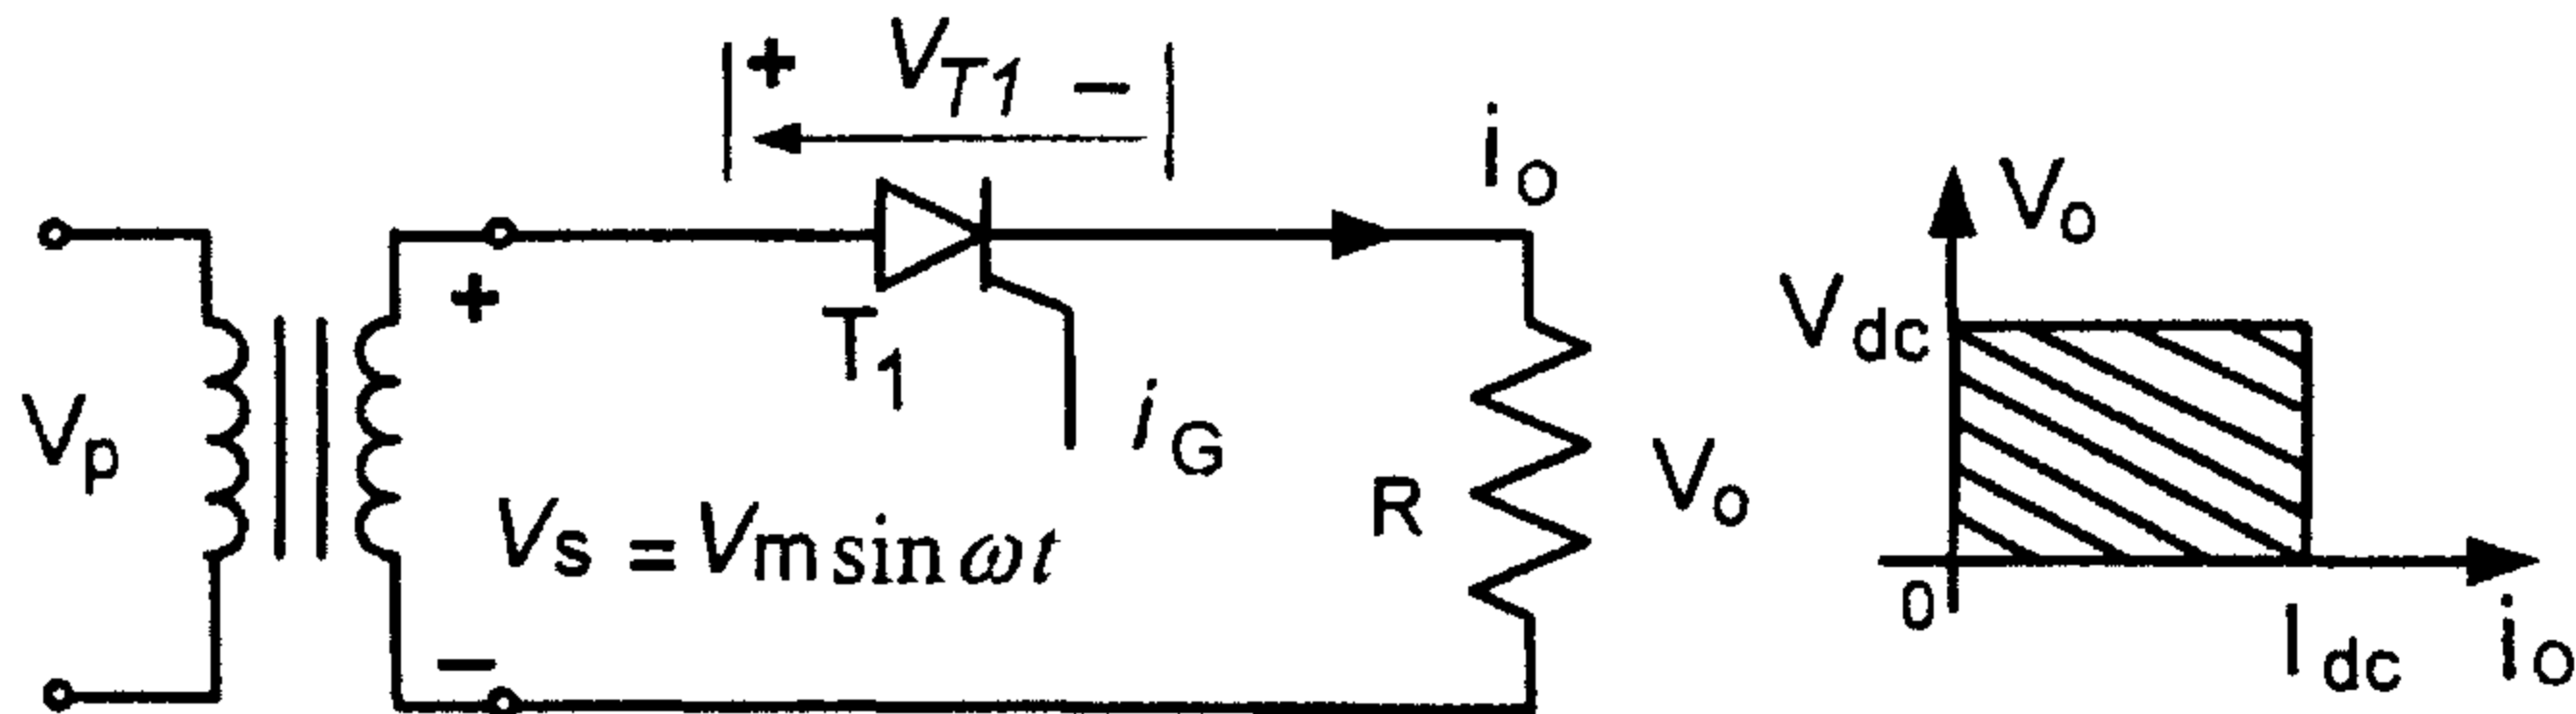 + V_T1 −
i_o
V_p
+
T_1
i_G
V_s = V_m sin ωt
−
R
V_o
V_o
V_dc
0
I_dc
i_o